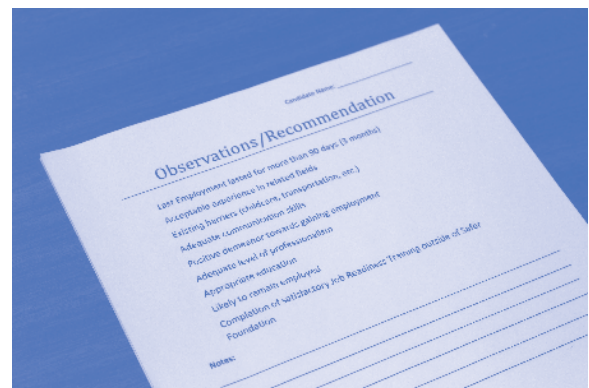 Candidate Name:
Observations/Recommendation
Last Employment lasted for more than 90 days (3 months)
Acceptable experience in related fields
Existing barriers (childcare, transportation, etc.)
Adequate communication skills
Positive demeanor towards gaining employment
Adequate level of professionalism
Appropriate education
Likely to remain employed
Completion of satisfactory Job Readiness Training outside of Safer
Foundation
Notes: